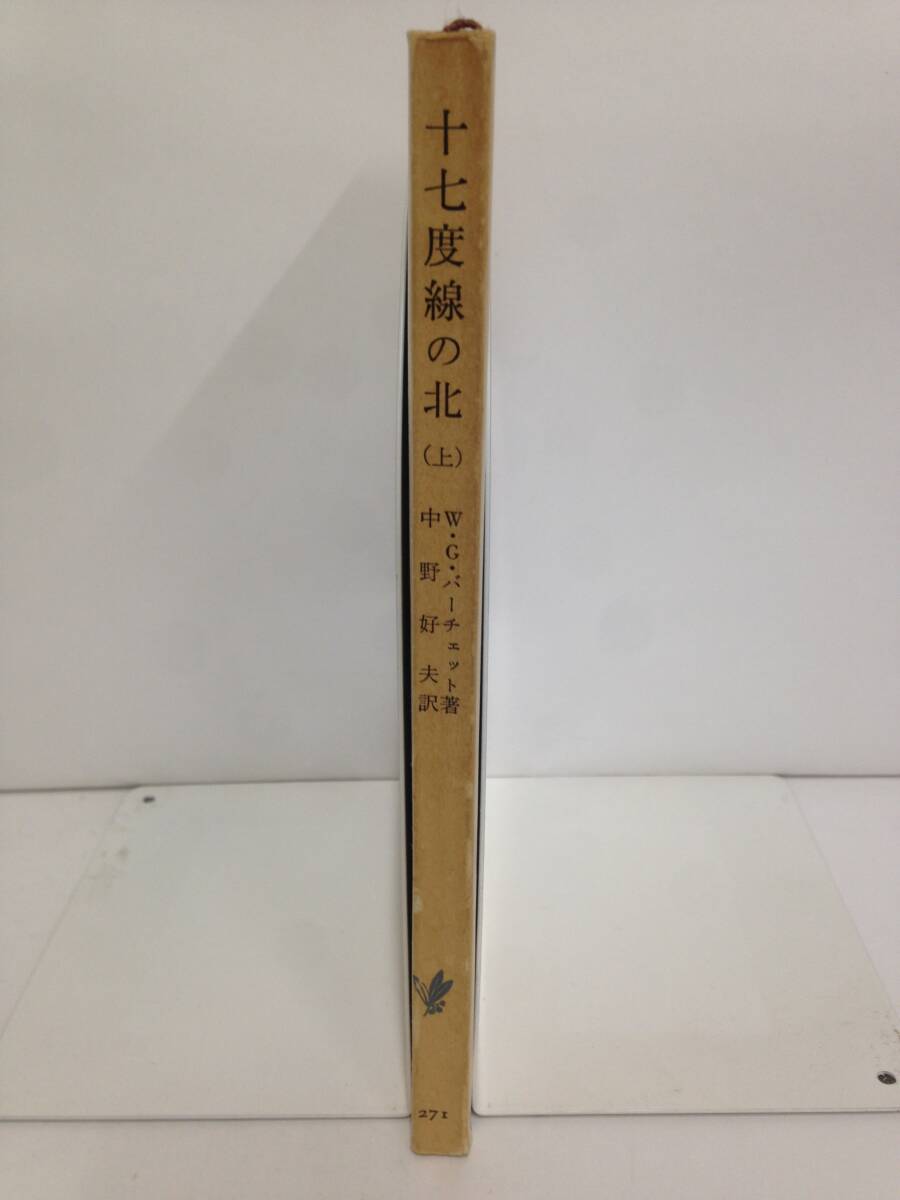 十七度線の北
（上）
W・G・バーチェット著
中野好夫訳
271